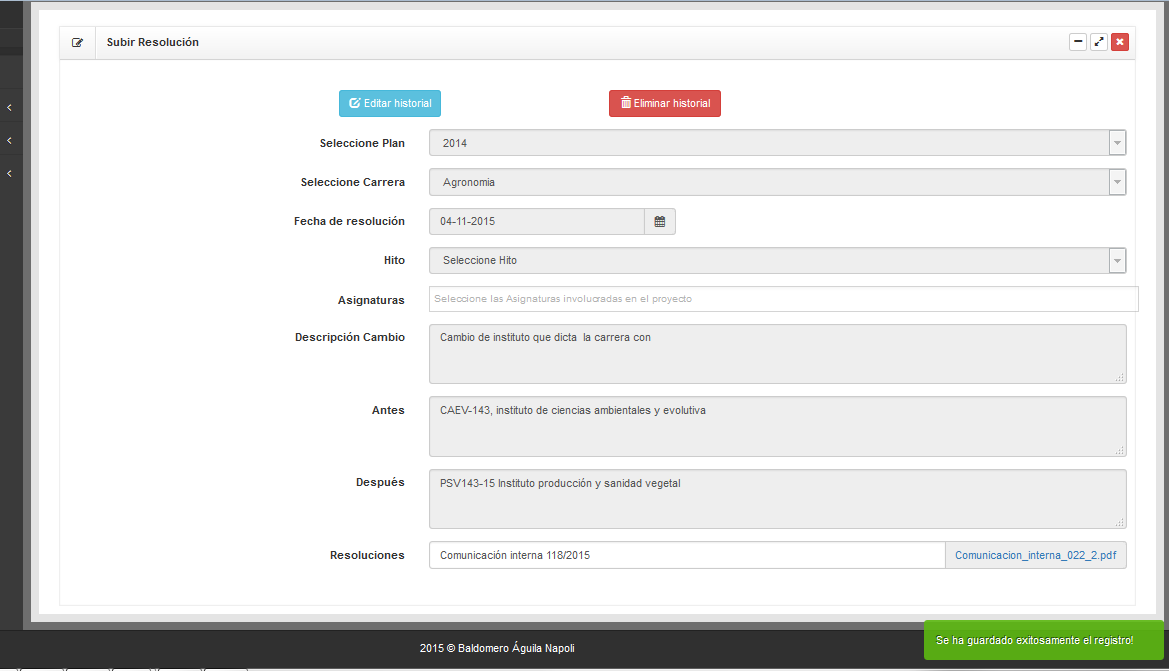 Subir Resolución
Editar historial
Eliminar historial
Seleccione Plan
2014
Seleccione Carrera
Agronomia
Fecha de resolución
04-11-2015
Hito
Seleccione Hito
Asignaturas
Seleccione las Asignaturas involucradas en el proyecto
Descripción Cambio
Cambio de instituto que dicta la carrera con
Antes
CAEV-143, instituto de ciencias ambientales y evolutiva
Después
PSV143-15 Instituto producción y sanidad vegetal
Resoluciones
Comunicación interna 118/2015
Comunicacion_interna_022_2.pdf
Se ha guardado exitosamente el registro!
2015 © Baldomero Águila Napoli